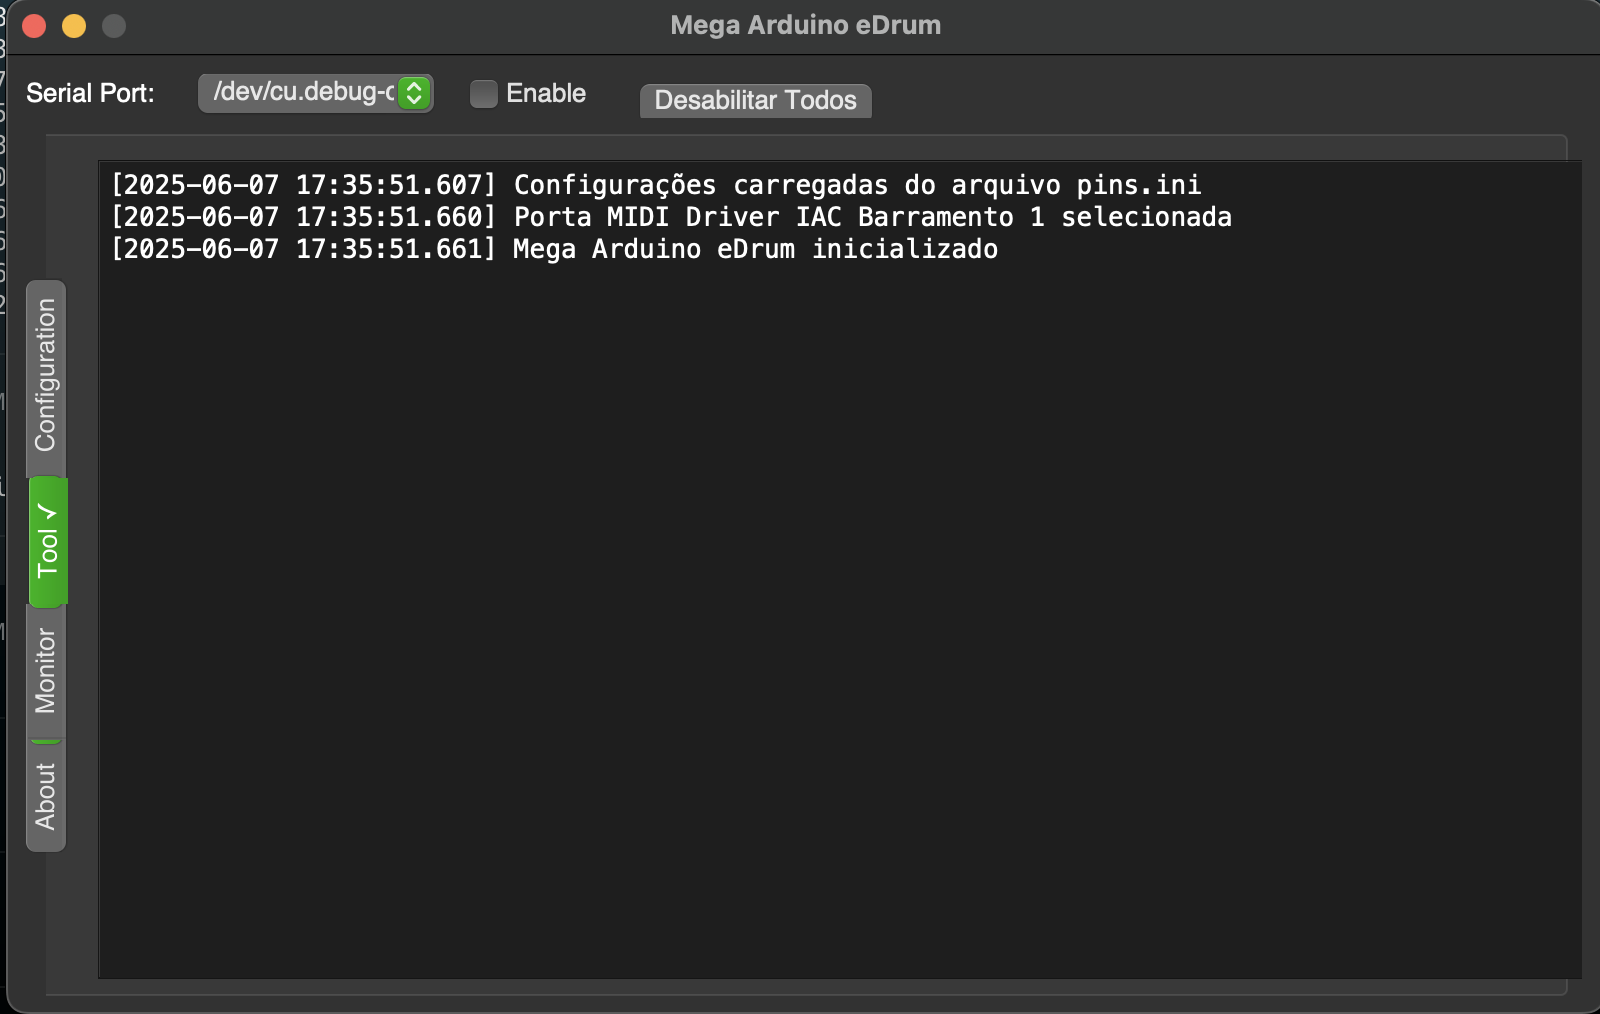 Mega Arduino eDrum
Serial Port:
/dev/cu.debug-c
Enable
Desabilitar Todos
[2025-06-07 17:35:51.607] Configurações carregadas do arquivo pins.ini
[2025-06-07 17:35:51.660] Porta MIDI Driver IAC Barramento 1 selecionada
[2025-06-07 17:35:51.661] Mega Arduino eDrum inicializado
Configuration
Tool ✓
Monitor
About